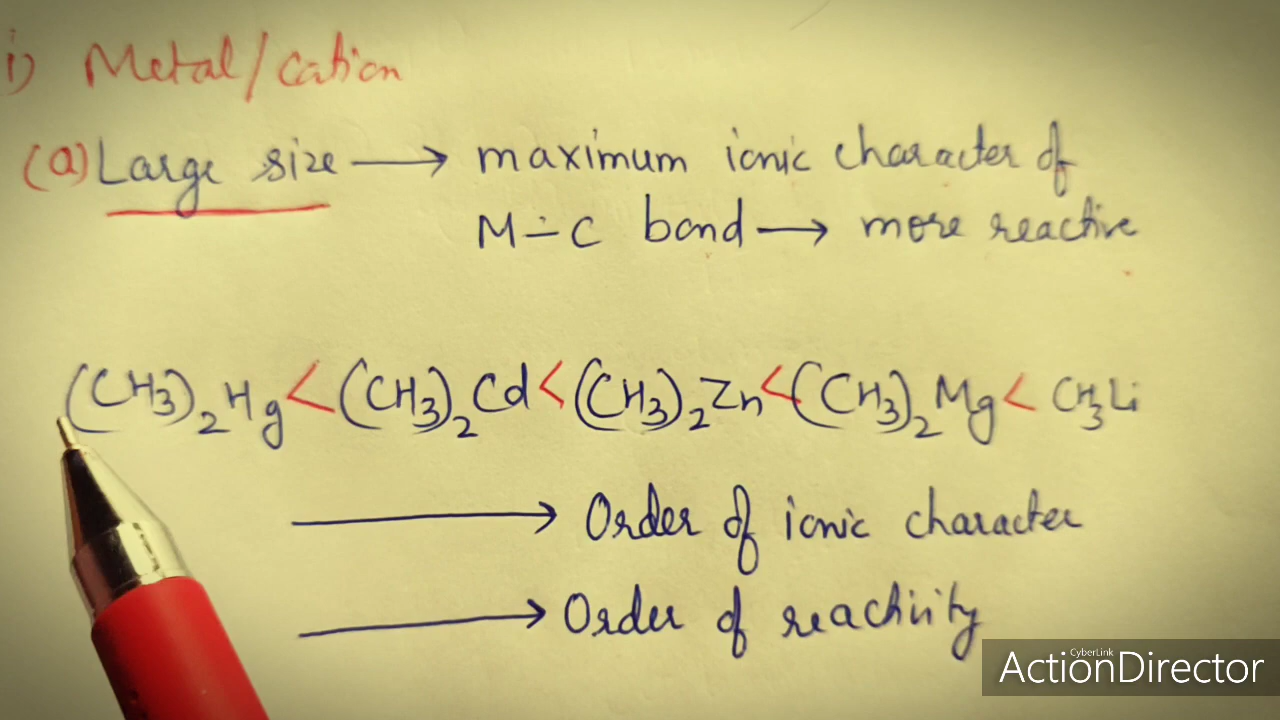 i) Metal/cation
(a) Large size → maximum ionic character of
M–C bond → more reactive
(CH3)2Hg < (CH3)2Cd < (CH3)2Zn < (CH3)2Mg < CH3Li
→ Order of ionic character
→ Order of reactivity
CyberLink
ActionDirector